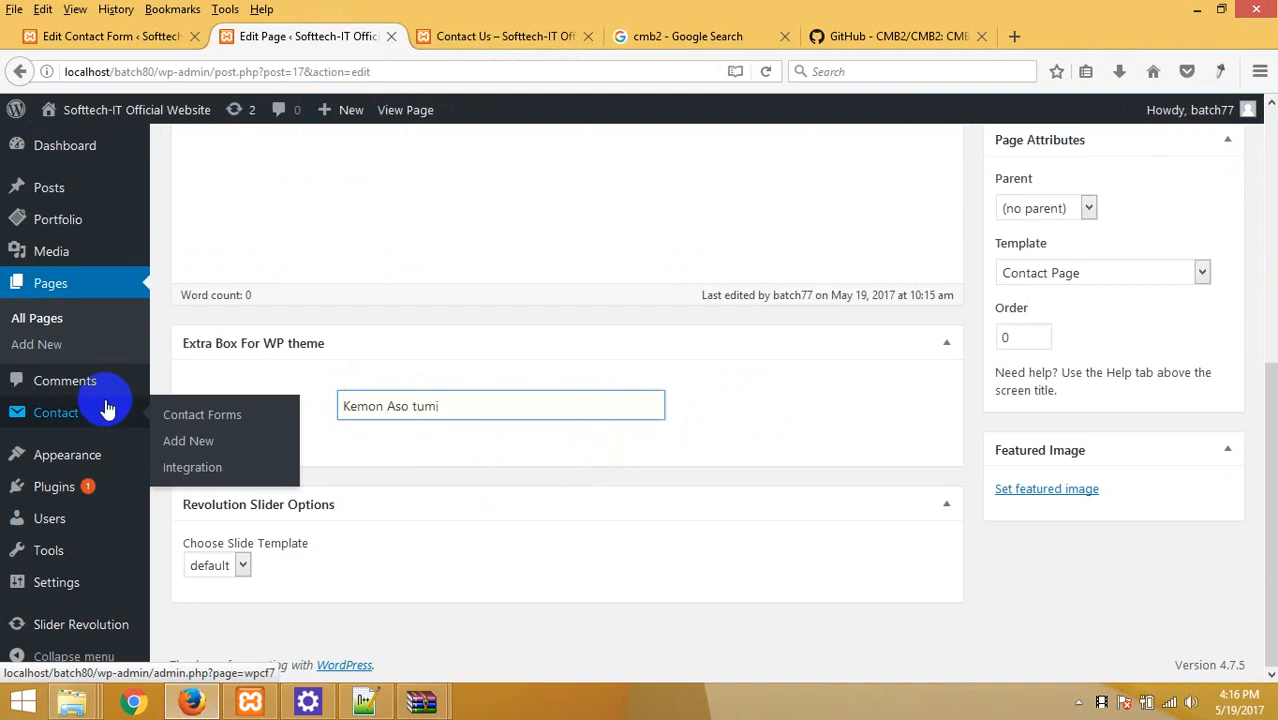 File Edit View History Bookmarks Tools Help
Edit Contact Form ‹ Softtech
Edit Page ‹ Softtech-IT Offici
Contact Us – Softtech-IT Off
cmb2 - Google Search
GitHub - CMB2/CMB2: CMB
localhost/batch80/wp-admin/post.php?post=17&action=edit
Search
Softtech-IT Official Website 2 0 New View Page
Howdy, batch77
Dashboard
Posts
Portfolio
Media
Pages
All Pages
Add New
Comments
Contact
Contact Forms
Add New
Integration
Appearance
Plugins 1
Users
Tools
Settings
Slider Revolution
Collapse menu
Word count: 0
Last edited by batch77 on May 19, 2017 at 10:15 am
Extra Box For WP theme
Kemon Aso tumi
Revolution Slider Options
Choose Slide Template
default
with WordPress.
Version 4.7.5
Page Attributes
Parent
(no parent)
Template
Contact Page
Order
0
Need help? Use the Help tab above the
screen title.
Featured Image
Set featured image
localhost/batch80/wp-admin/admin.php?page=wpcf7
4:16 PM
5/19/2017